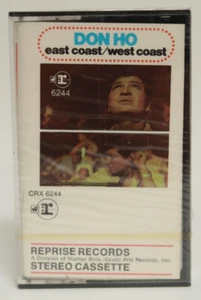 DON HO
east coast/west coast
6244
CRX 6244
REPRISE RECORDS
A Division of Warner Bros.-Seven Arts Records, Inc.
STEREO CASSETTE